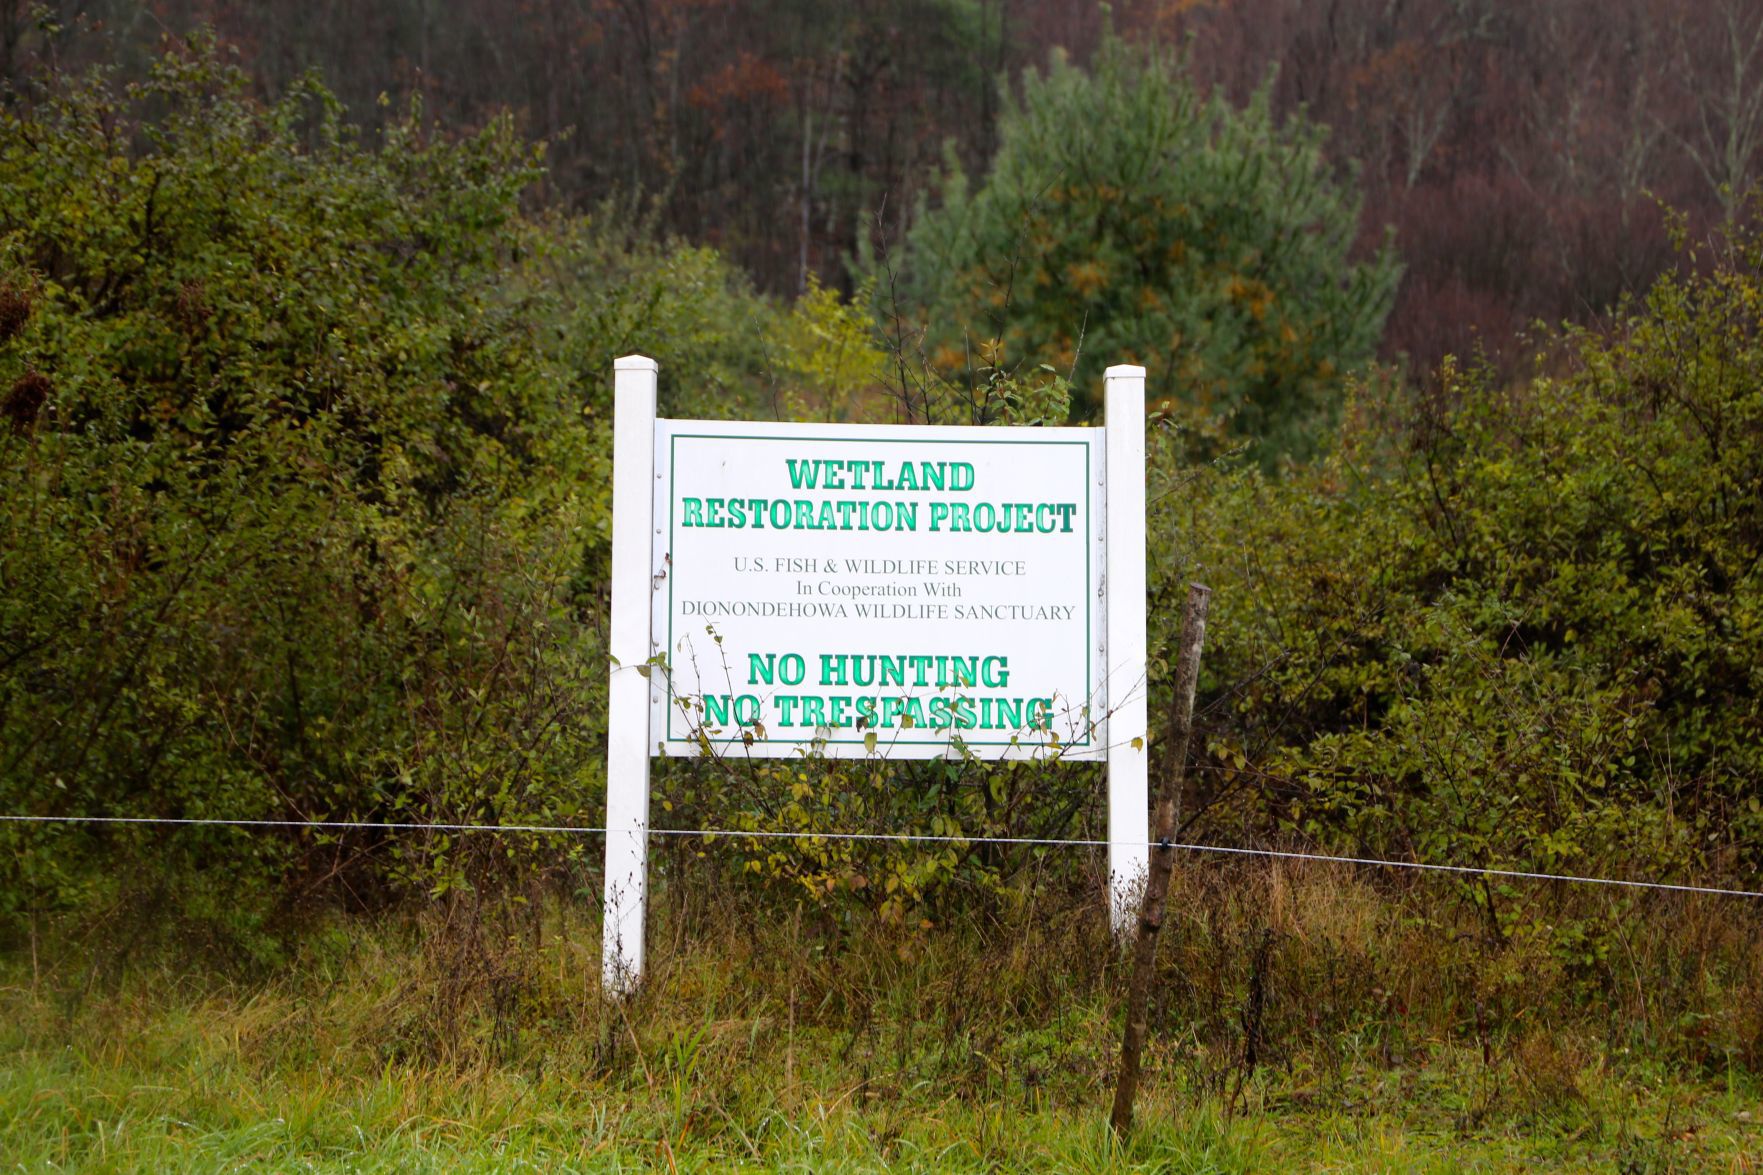 WETLAND
RESTORATION PROJECT
U.S. FISH & WILDLIFE SERVICE
In Cooperation With
DIONONDEHOWA WILDLIFE SANCTUARY
NO HUNTING
NO TRESPASSING